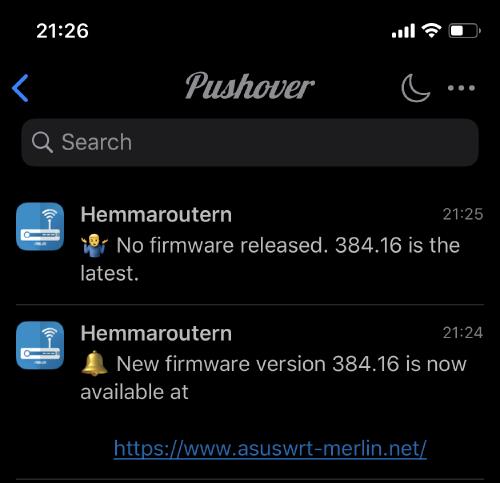 21:26
Pushover
Search
Hemmaroutern 21:25
🤷‍♂️ No firmware released. 384.16 is the
latest.
Hemmaroutern 21:24
🔔 New firmware version 384.16 is now
available at
https://www.asuswrt-merlin.net/